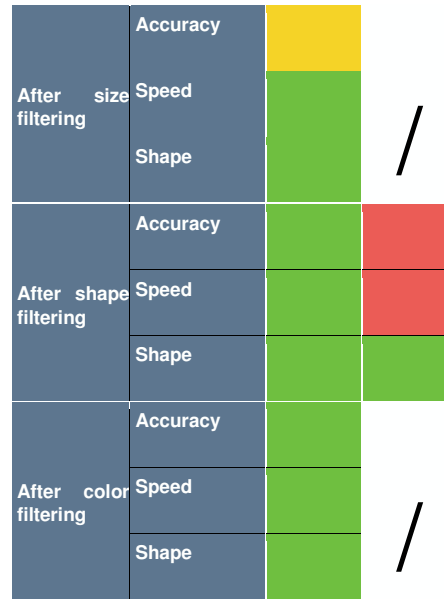 Accuracy
After size filtering
Speed
Shape
/
Accuracy
After shape filtering
Speed
Shape
Accuracy
After color filtering
Speed
Shape
/